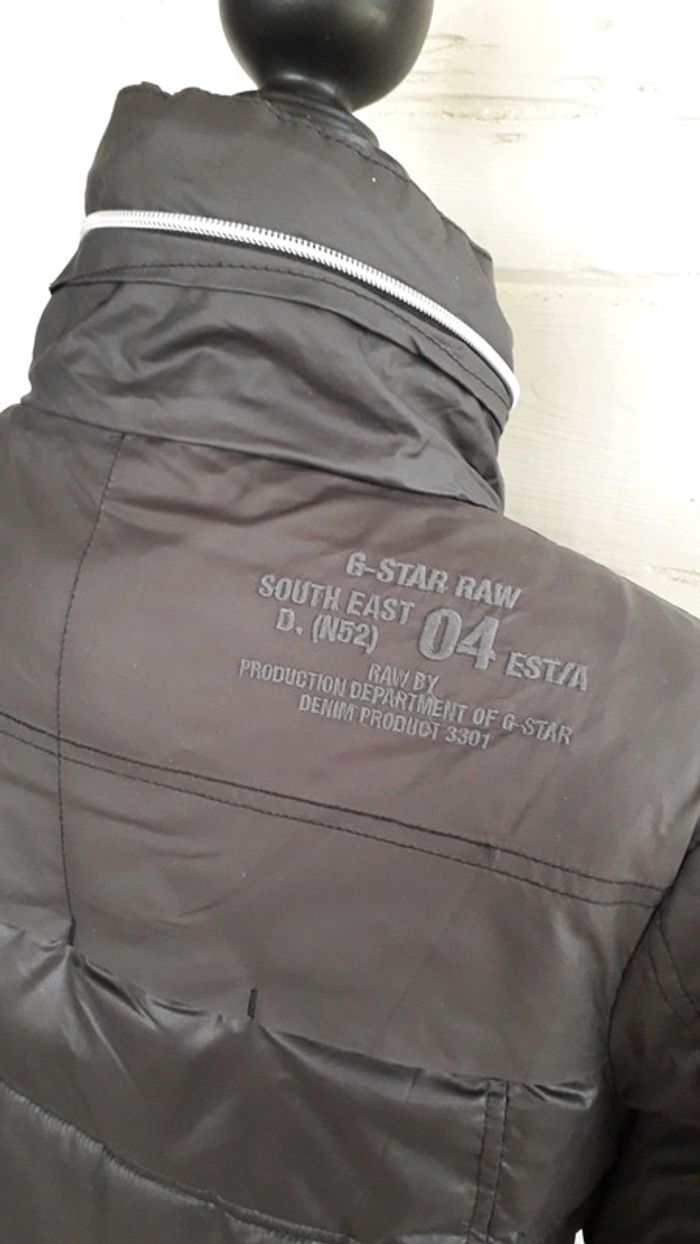 G-STAR RAW
SOUTH EAST
D. (N52) 04 EST/A
RAW BY
PRODUCTION DEPARTMENT OF G-STAR
DENIM PRODUCT 3301